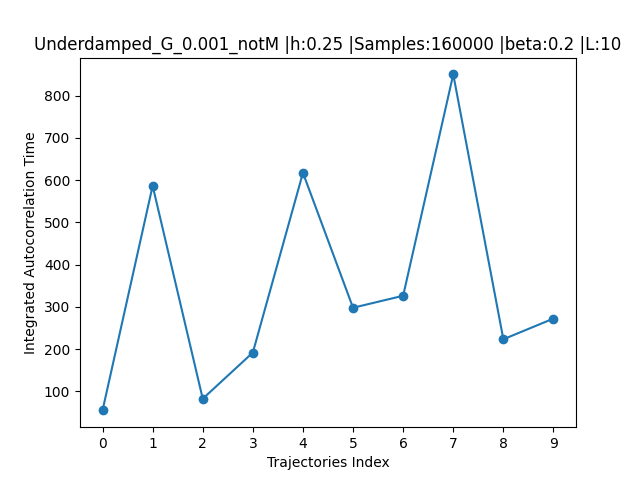 Underdamped_G_0.001_notM |h:0.25 |Samples:160000 |beta:0.2 |L:10
Integrated Autocorrelation Time
800
700
600
500
400
300
200
100
0 1 2 3 4 5 6 7 8 9
Trajectories Index